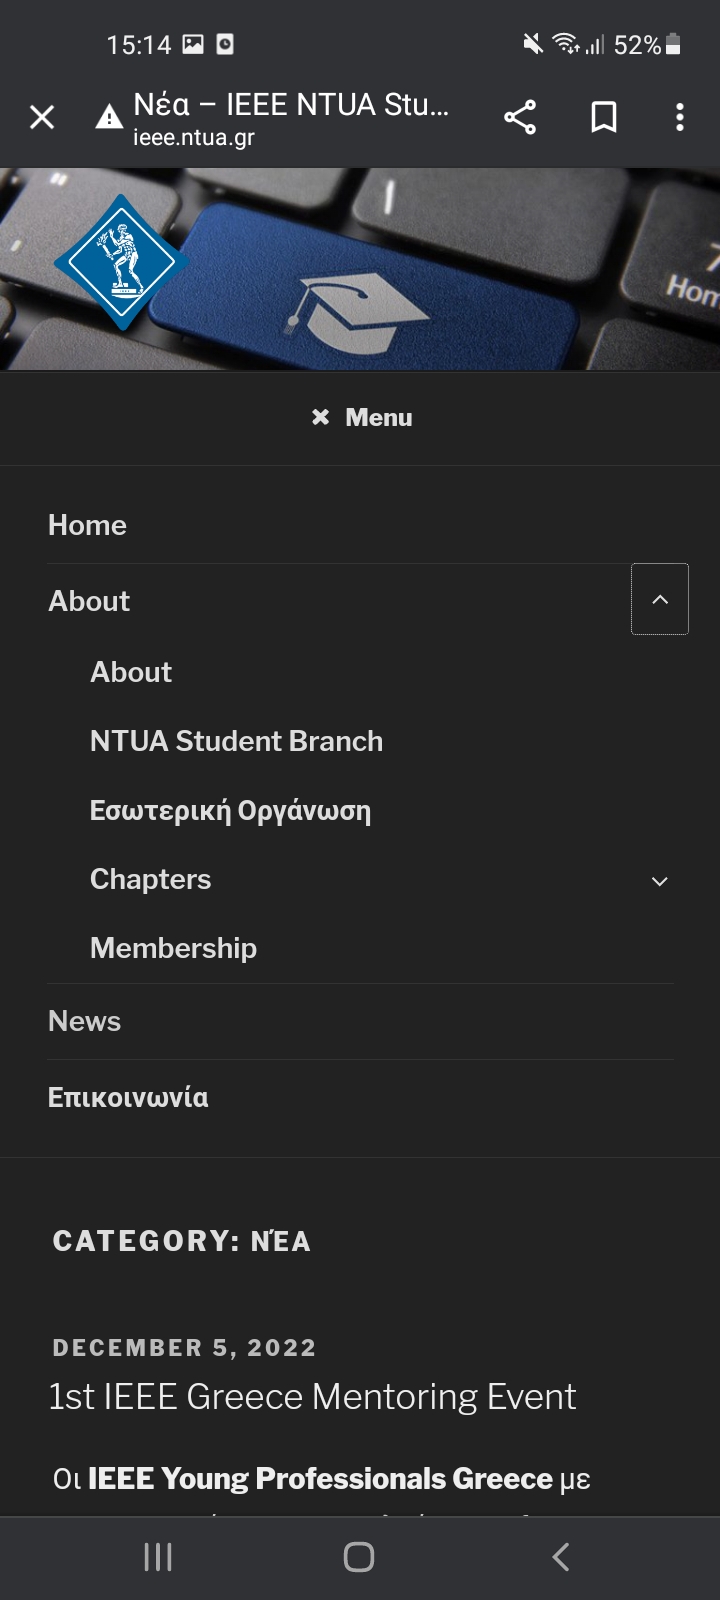 15:14
52%
Νέα – IEEE NTUA Stu...
ieee.ntua.gr
7
Hom
Menu
Home
About
About
NTUA Student Branch
Εσωτερική Οργάνωση
Chapters
Membership
News
Επικοινωνία
CATEGORY: ΝΈΑ
DECEMBER 5, 2022
1st IEEE Greece Mentoring Event
Οι IEEE Young Professionals Greece με